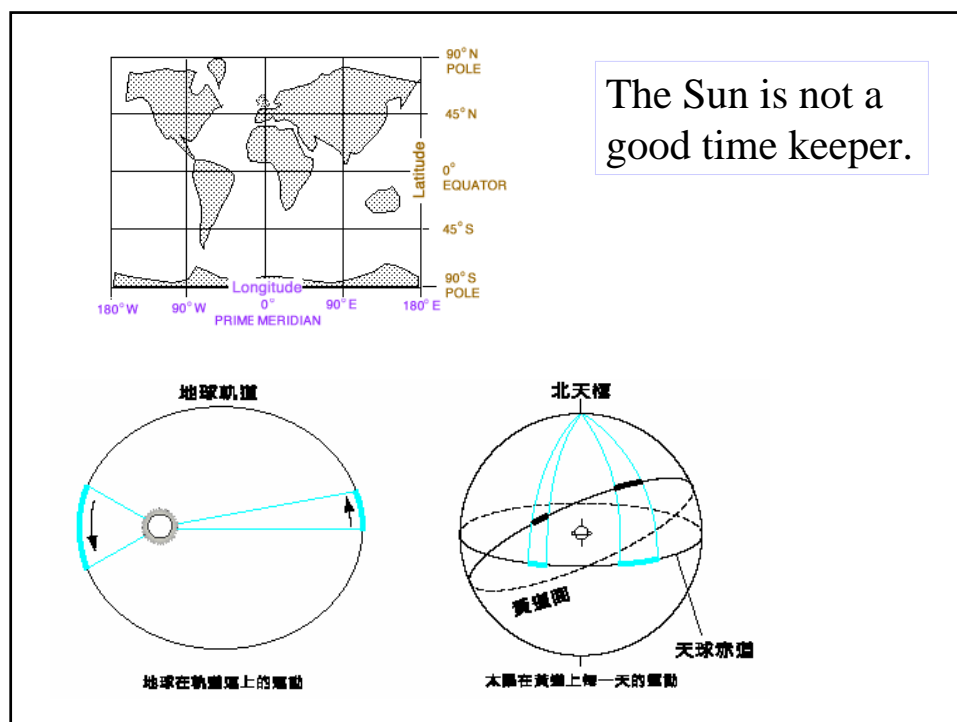 90°N
POLE
45°N
Latitude
0°
EQUATOR
45°S
90°S
POLE
Longitude
180°W
90°W
0°
90°E
180°E
PRIME MERIDIAN
The Sun is not a
good time keeper.
地球軌道
地球在軌道上的運動
北天極
黃道面
天球赤道
太陽在黃道上每一天的運動